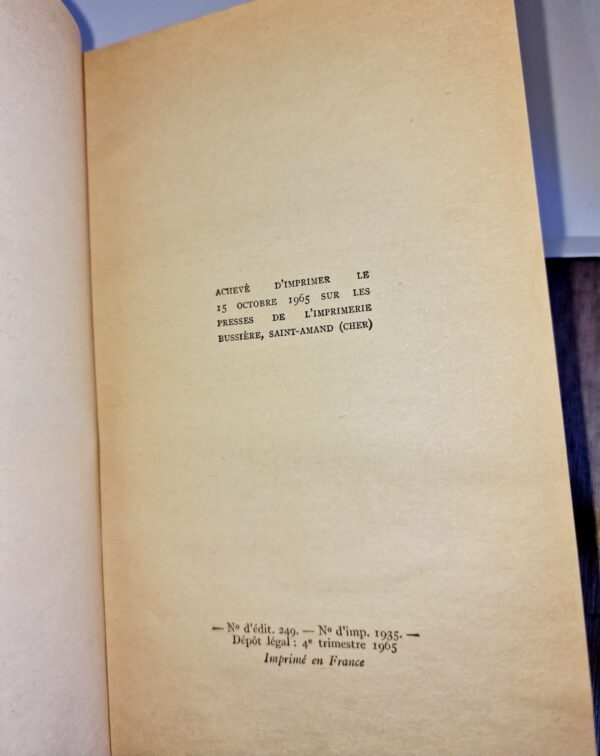 ACHEVÉ D'IMPRIMER LE
15 OCTOBRE 1965 SUR LES
PRESSES DE L'IMPRIMERIE
BUSSIÈRE, SAINT-AMAND (CHER)
— Nº d'édit. 249. — Nº d'imp. 1935. —
Dépôt légal : 4e trimestre 1965
Imprimé en France